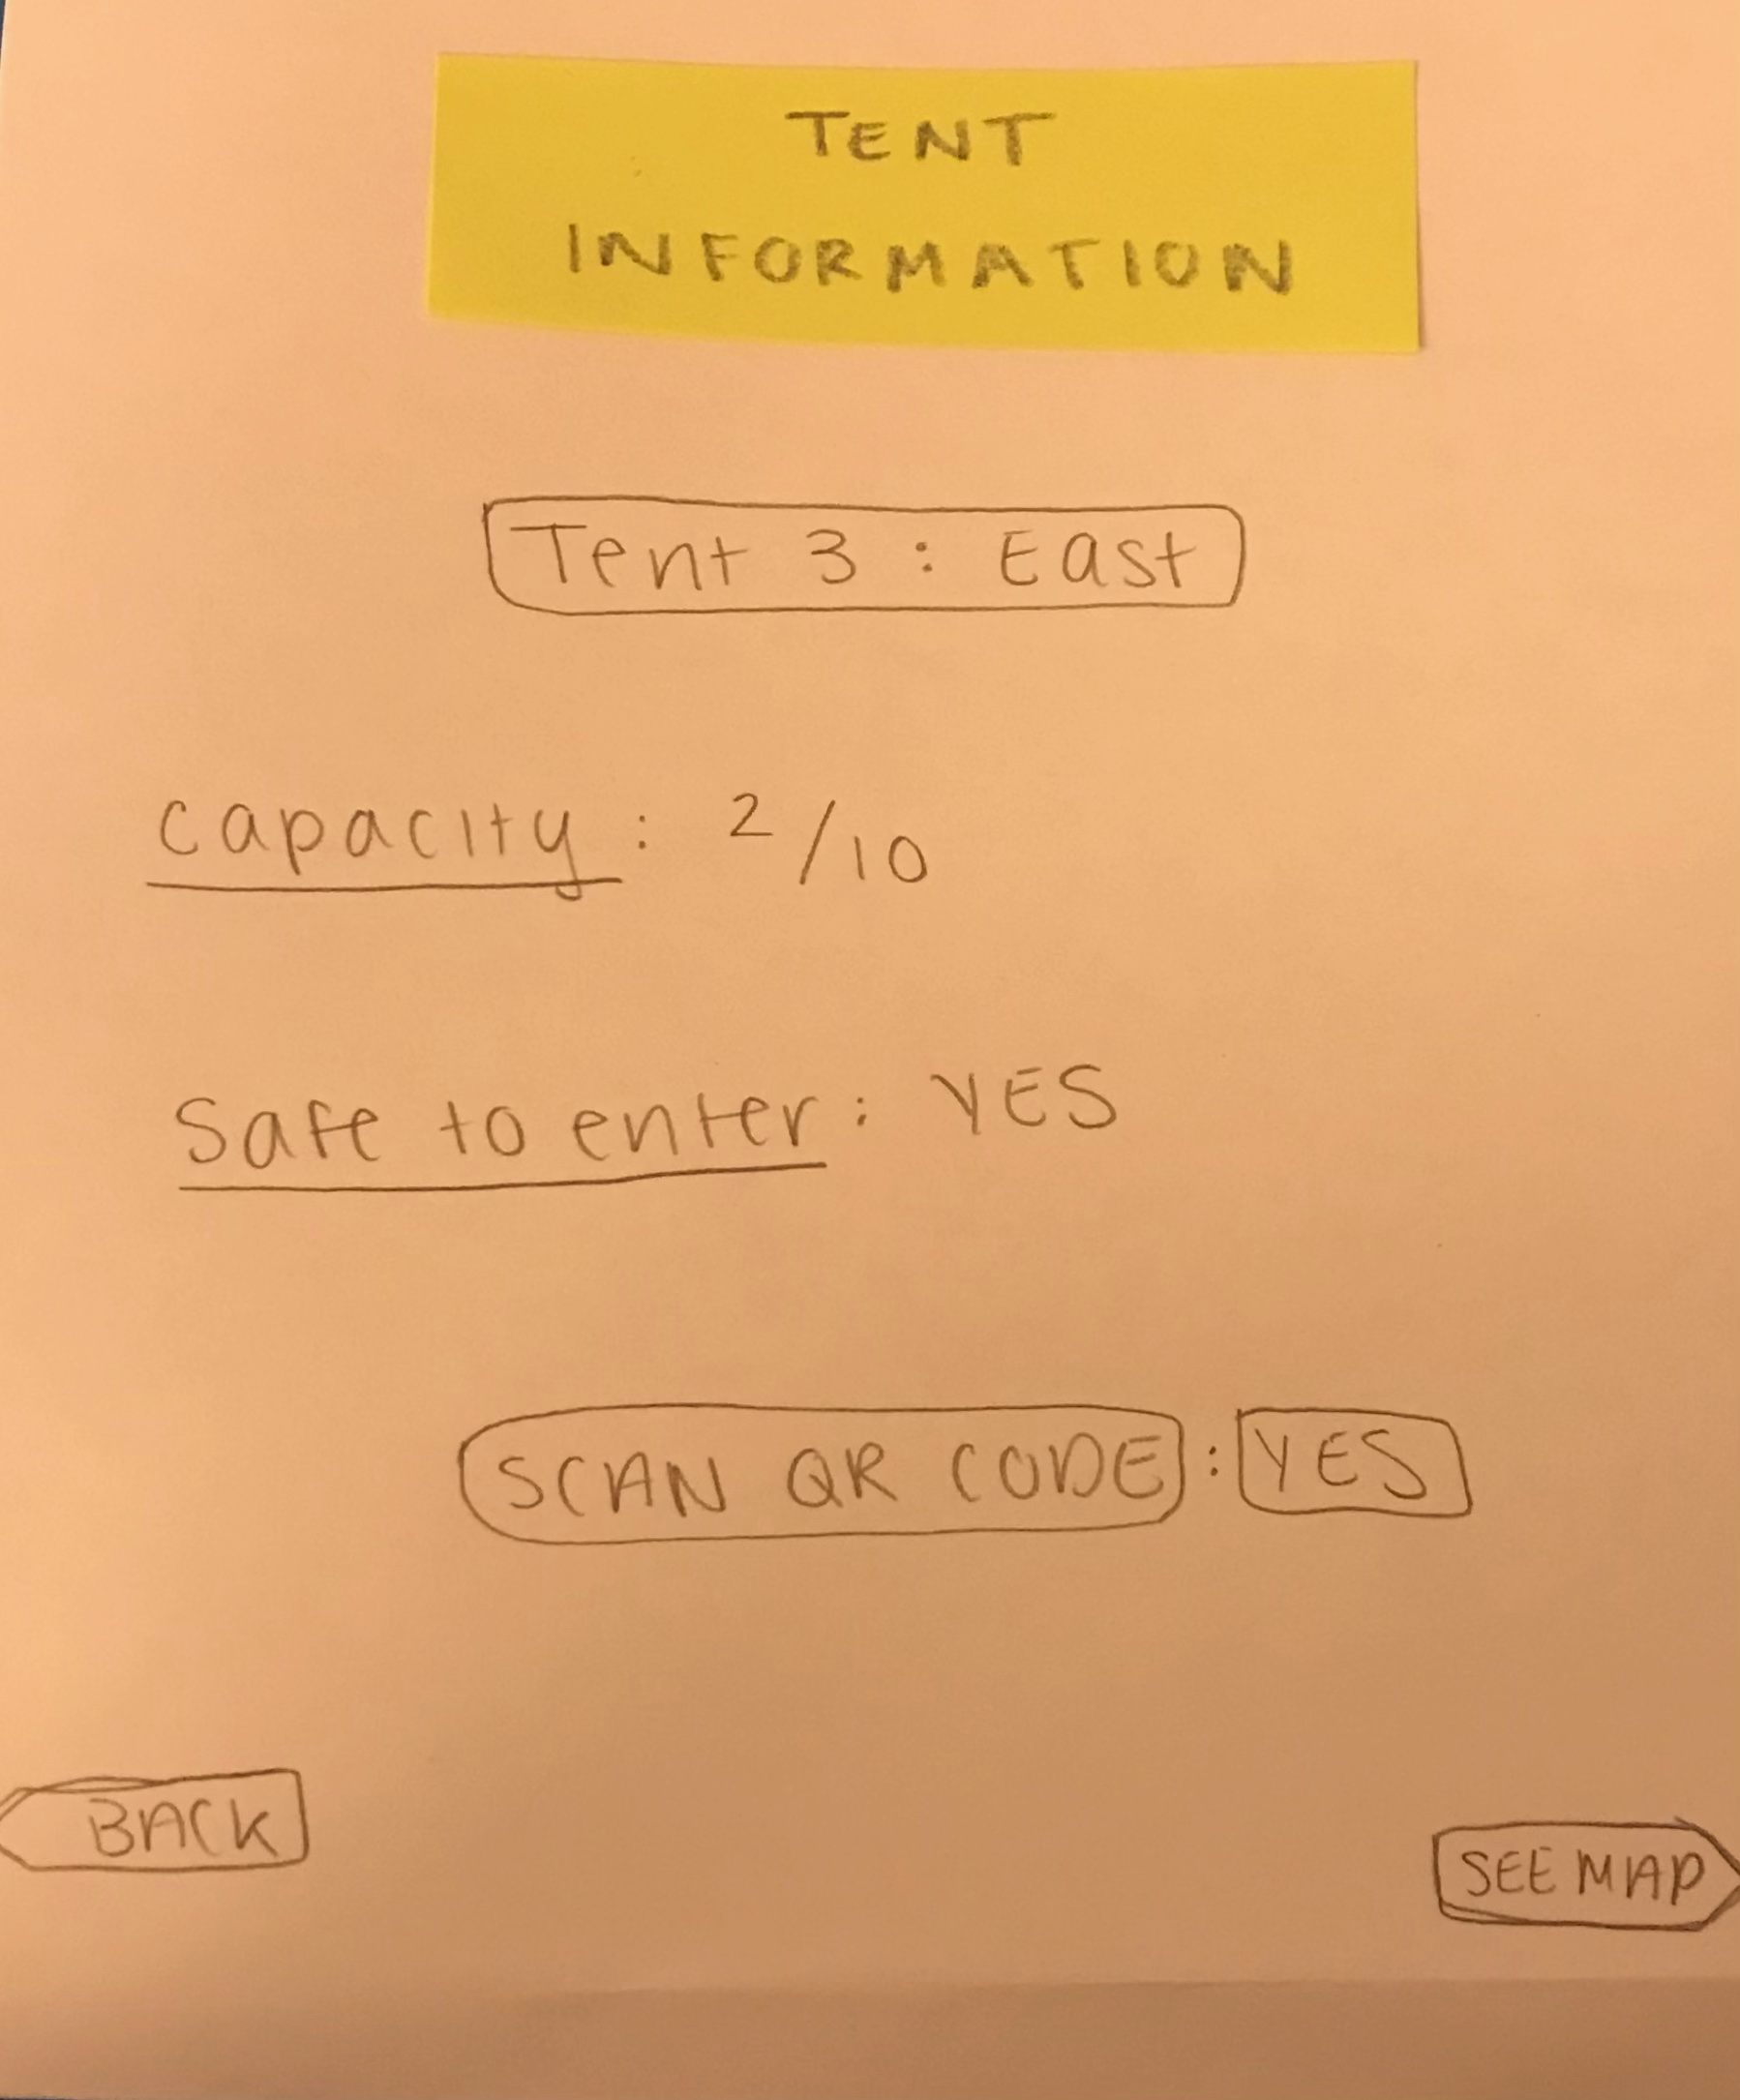 TENT
INFORMATION
Tent 3 : East
Capacity : 2/10
Safe to enter : YES
SCAN QR CODE : YES
BACK
SEE MAP